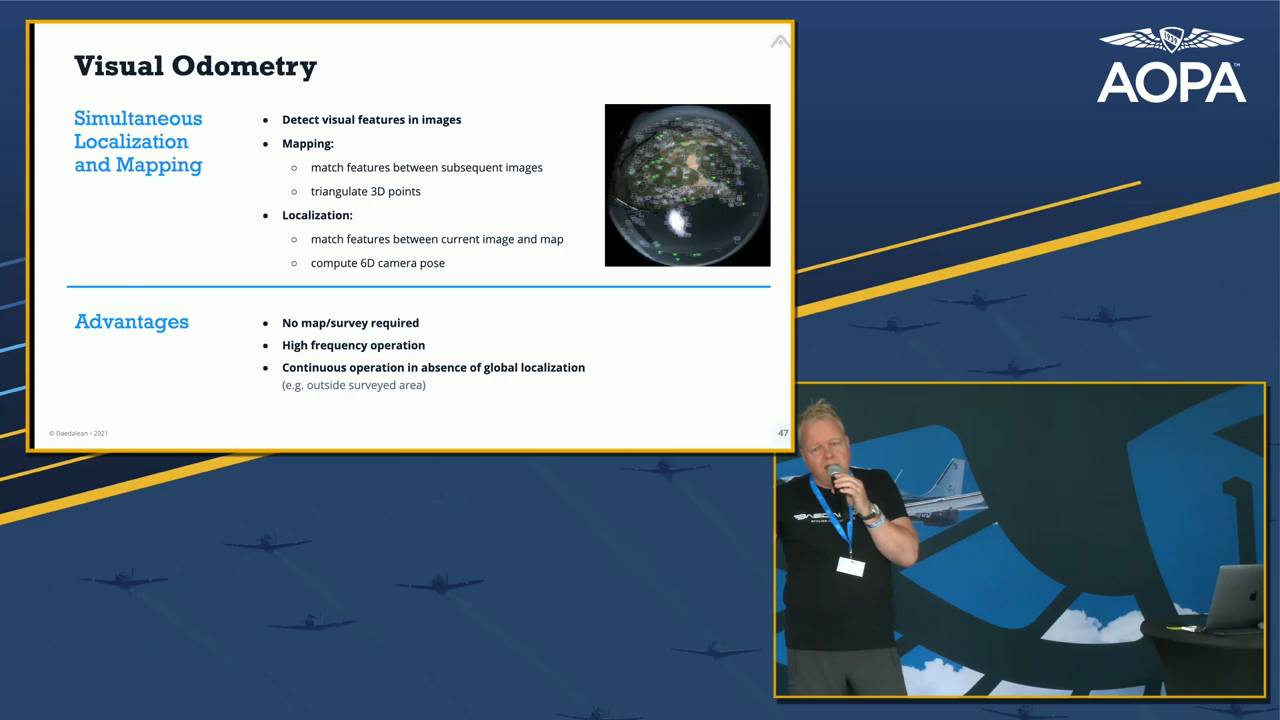 Visual Odometry
Simultaneous
Localization
and Mapping
• Detect visual features in images
• Mapping:
○ match features between subsequent images
○ triangulate 3D points
• Localization:
○ match features between current image and map
○ compute 6D camera pose
Advantages
• No map/survey required
• High frequency operation
• Continuous operation in absence of global localization
(e.g. outside surveyed area)
© Daedalean • 2021
47
1939
AOPA™